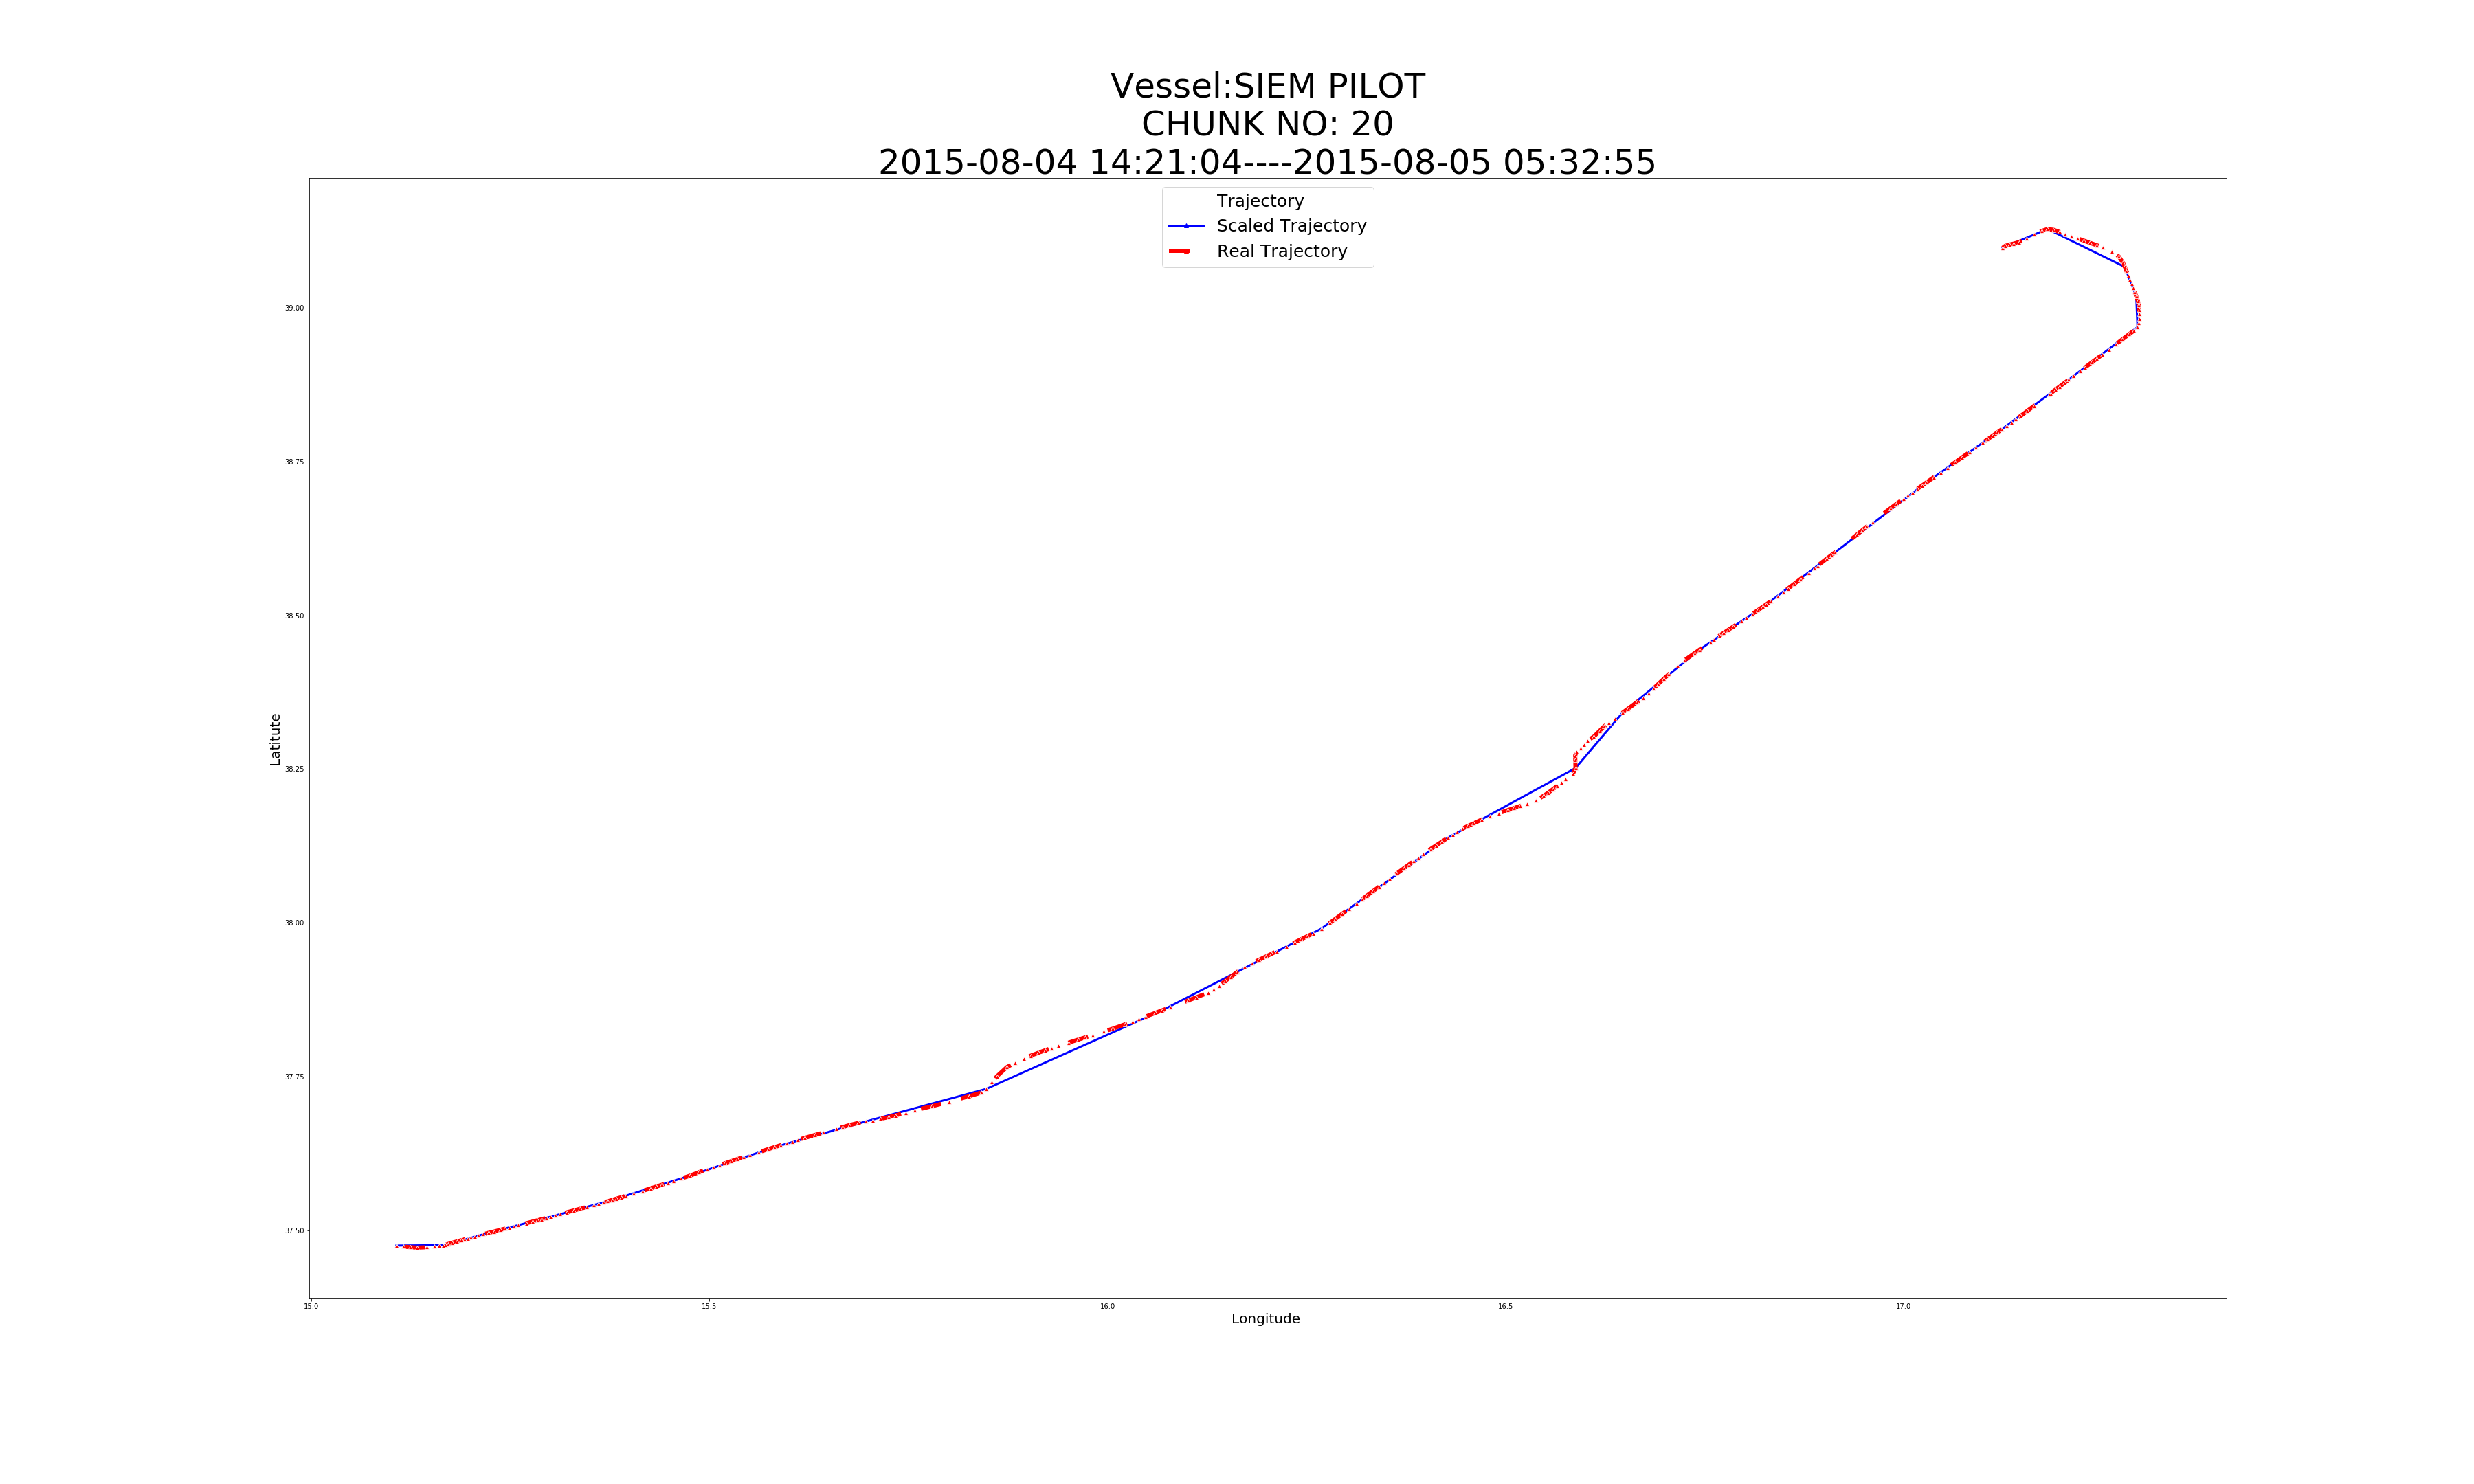 Vessel:SIEM PILOT
CHUNK NO: 20
2015-08-04 14:21:04----2015-08-05 05:32:55
Trajectory
Scaled Trajectory
Real Trajectory
39.00
38.75
38.50
38.25
38.00
37.75
37.50
Latitute
15.0
15.5
16.0
16.5
17.0
Longitude